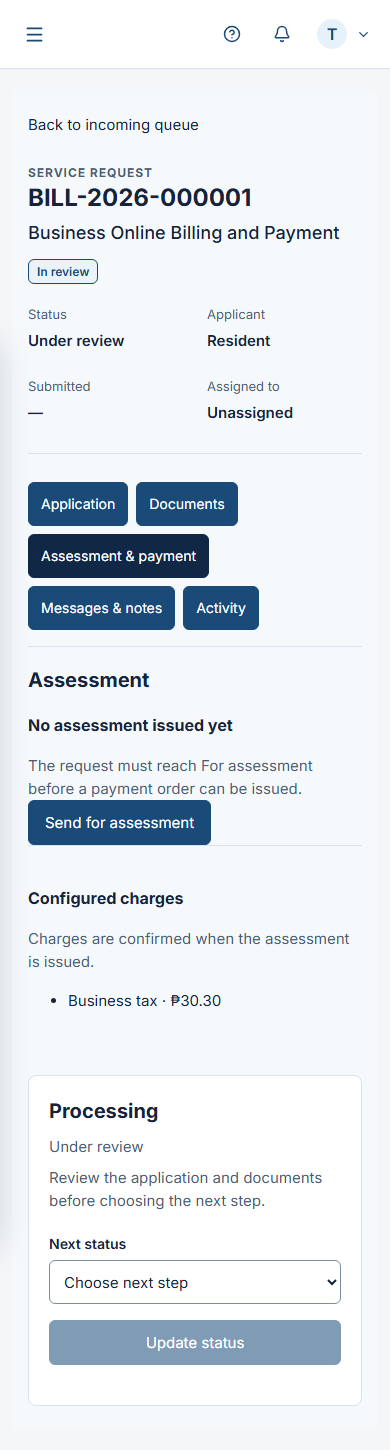 T
Back to incoming queue
SERVICE REQUEST
BILL-2026-000001
Business Online Billing and Payment
In review
Status
Applicant
Under review
Resident
Submitted
Assigned to
—
Unassigned
Application
Documents
Assessment & payment
Messages & notes
Activity
Assessment
No assessment issued yet
The request must reach For assessment
before a payment order can be issued.
Send for assessment
Configured charges
Charges are confirmed when the assessment
is issued.
• Business tax · ₱30.30
Processing
Under review
Review the application and documents
before choosing the next step.
Next status
Choose next step
Update status